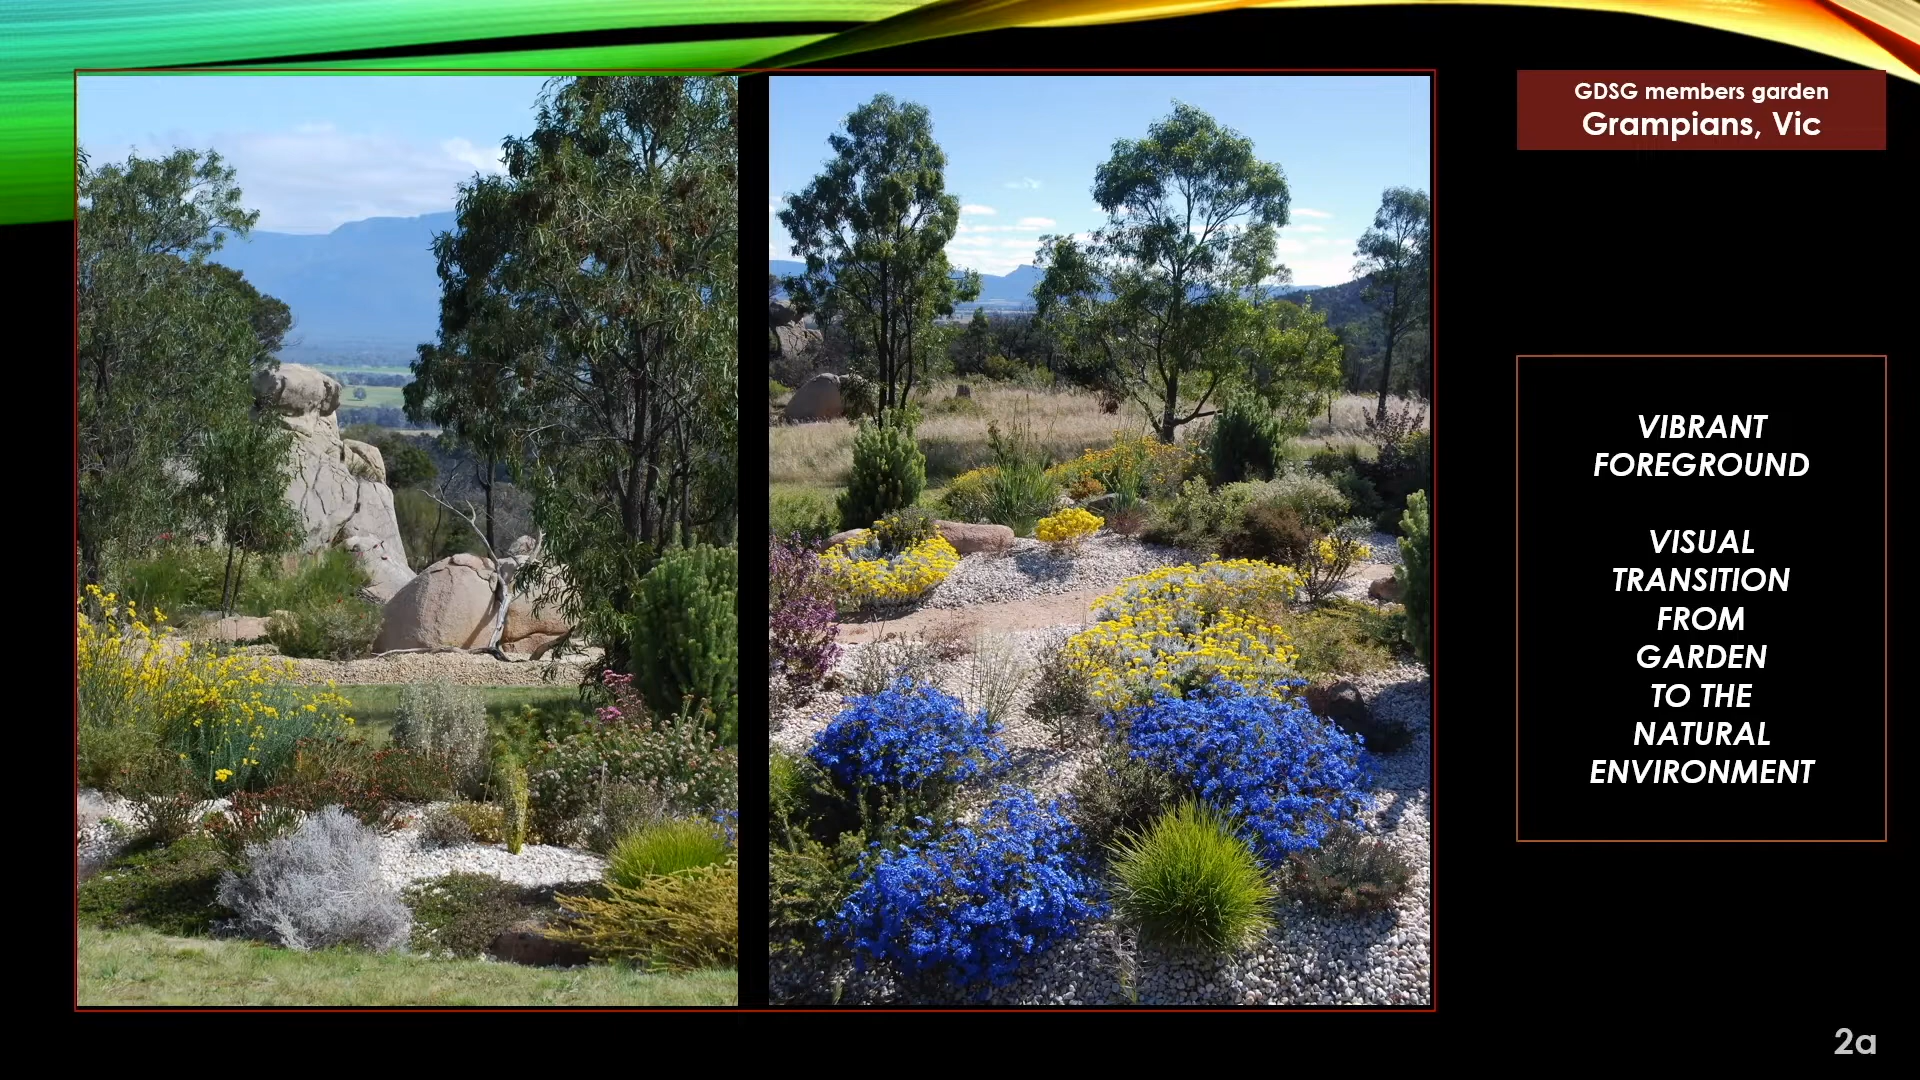 GDSG members garden
Grampians, Vic
VIBRANT
FOREGROUND
VISUAL
TRANSITION
FROM
GARDEN
TO THE
NATURAL
ENVIRONMENT
2a